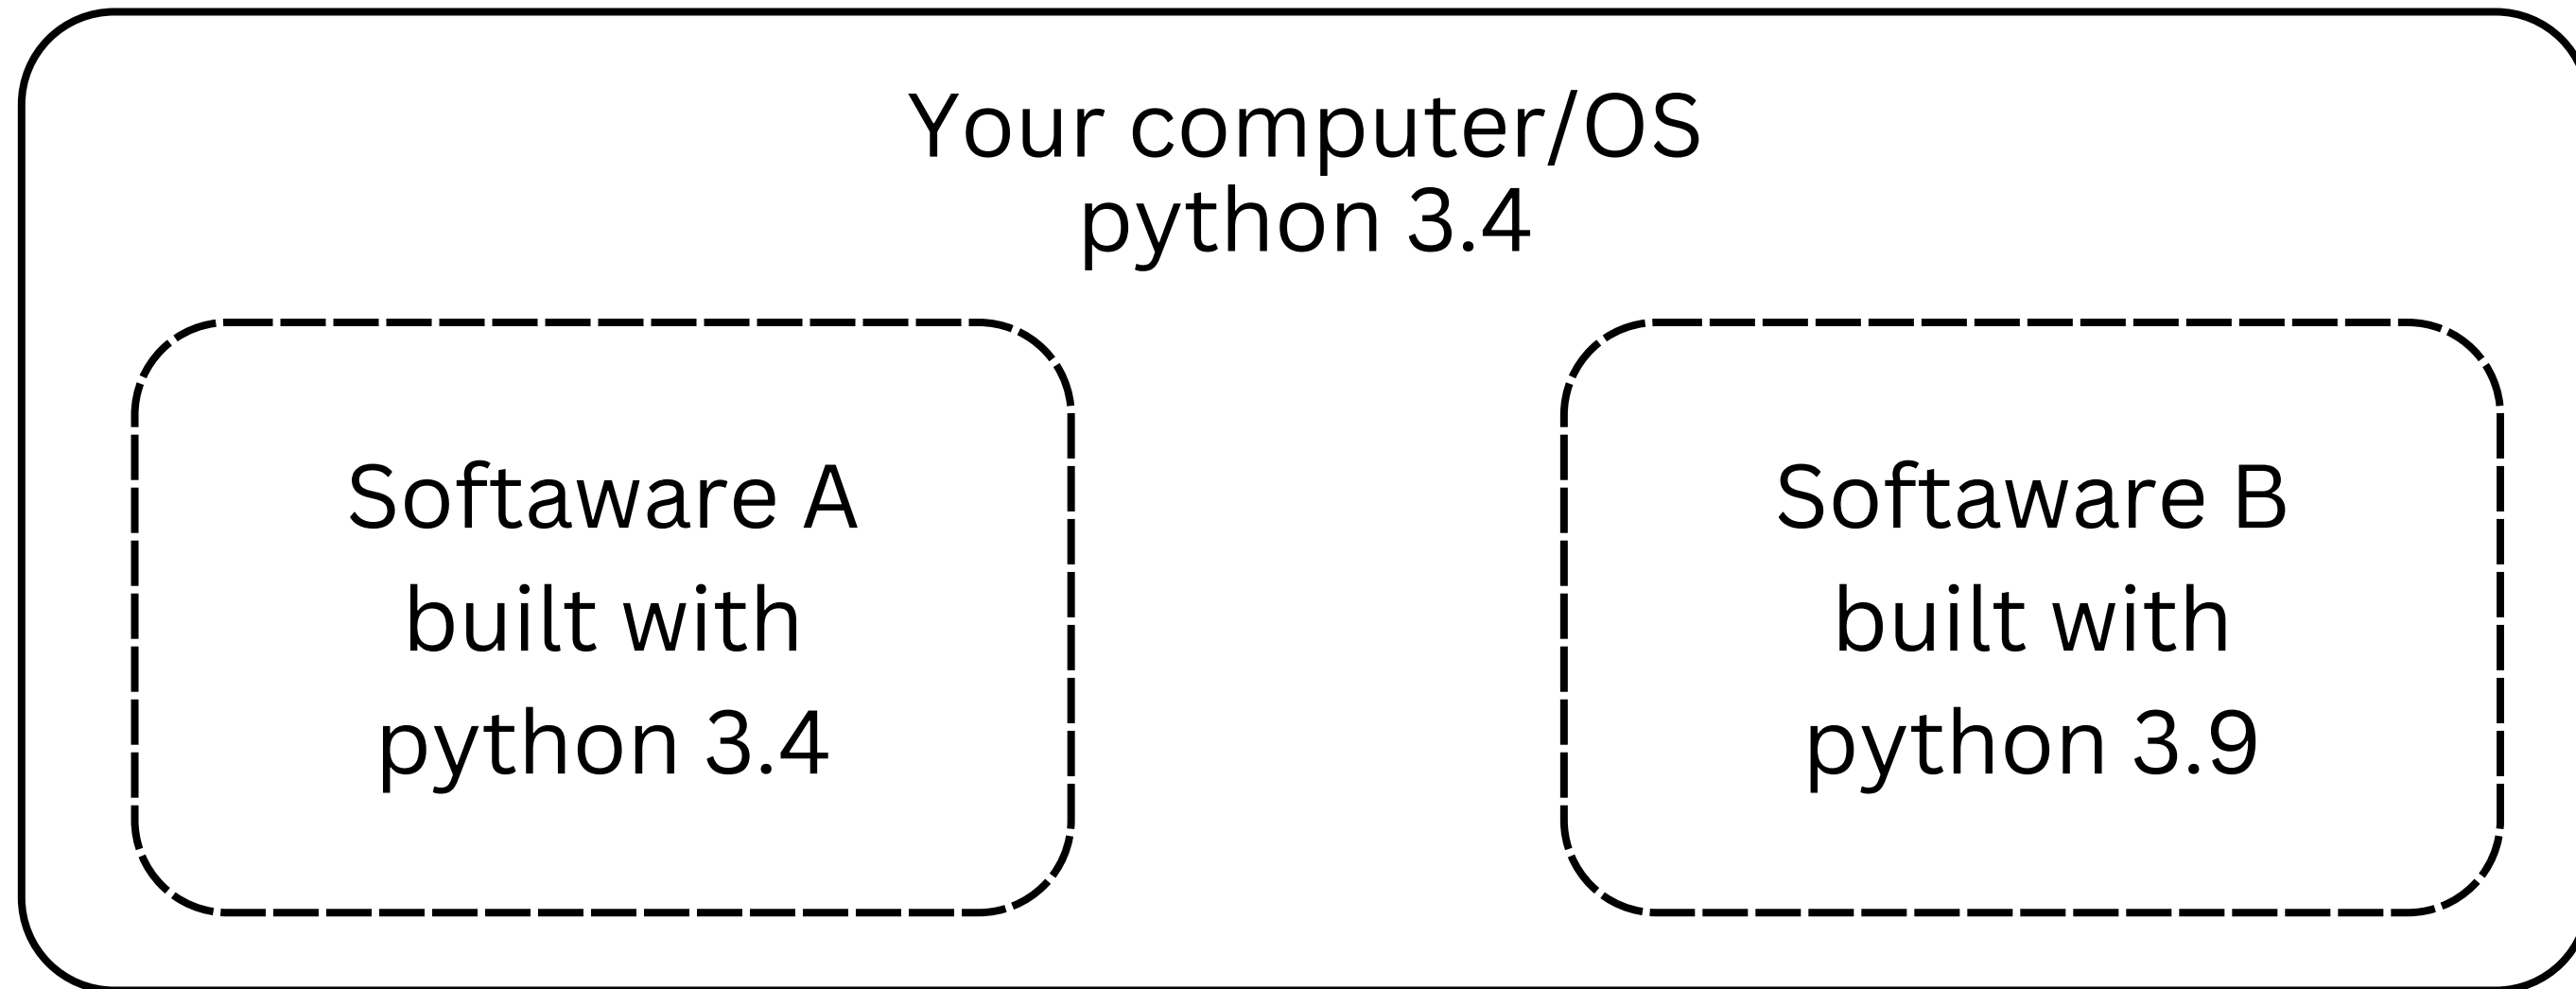 Your computer/OS
python 3.4
Softaware A
built with
python 3.4
Softaware B
built with
python 3.9